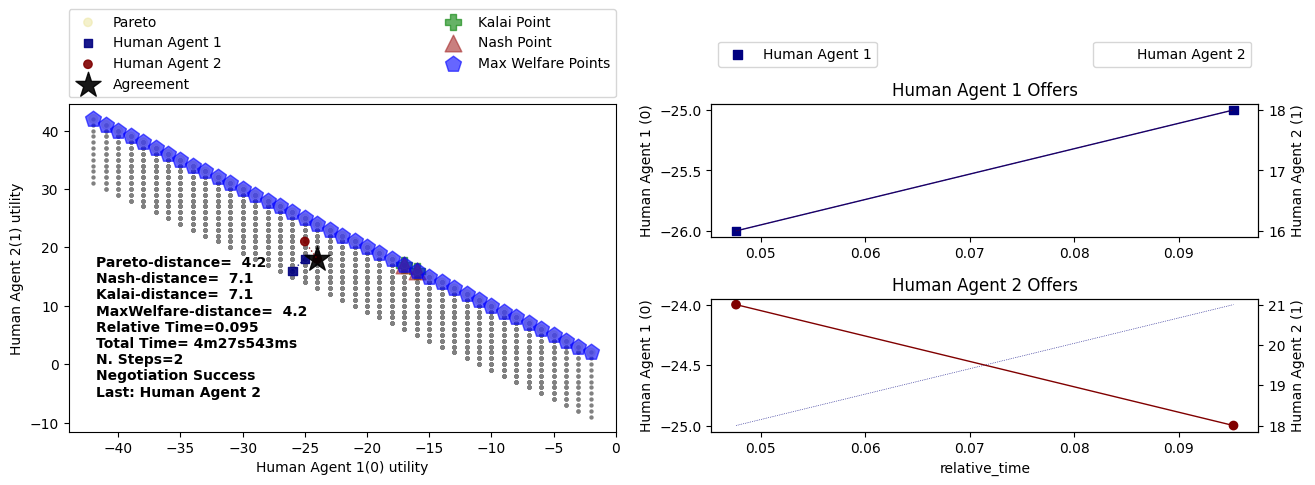 Pareto
Human Agent 1
Human Agent 2
Agreement
Kalai Point
Nash Point
Max Welfare Points
Human Agent 2(1) utility
40
30
20
10
0
−10
Pareto-distance= 4.2
Nash-distance= 7.1
Kalai-distance= 7.1
MaxWelfare-distance= 4.2
Relative Time=0.095
Total Time= 4m27s543ms
N. Steps=2
Negotiation Success
Last: Human Agent 2
−40 −35 −30 −25 −20 −15 −10 −5 0
Human Agent 1(0) utility
Human Agent 1
Human Agent 2
Human Agent 1 Offers
Human Agent 1 (0)
−25.0
−25.5
−26.0
18
17
16
Human Agent 2 (1)
0.05 0.06 0.07 0.08 0.09
Human Agent 2 Offers
Human Agent 1 (0)
−24.0
−24.5
−25.0
21
20
19
18
Human Agent 2 (1)
0.05 0.06 0.07 0.08 0.09
relative_time